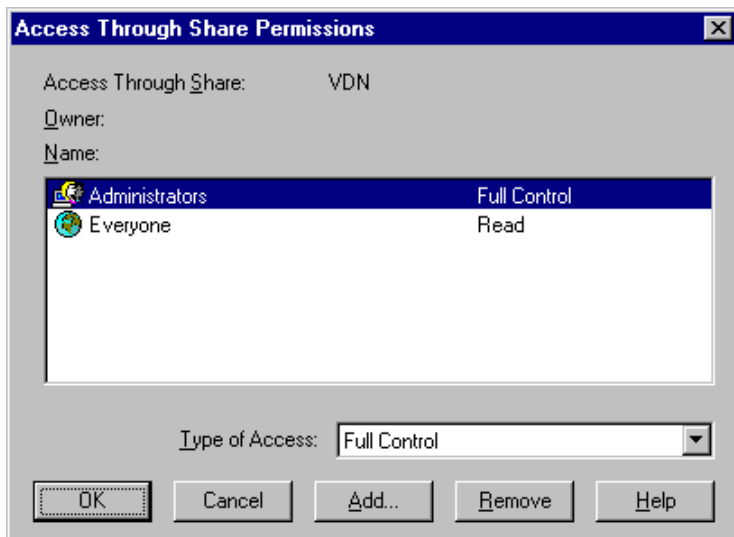 Access Through Share Permissions
Access Through Share: VDN
Owner:
Name:
Administrators Full Control
Everyone Read
Type of Access: Full Control
OK Cancel Add... Remove Help